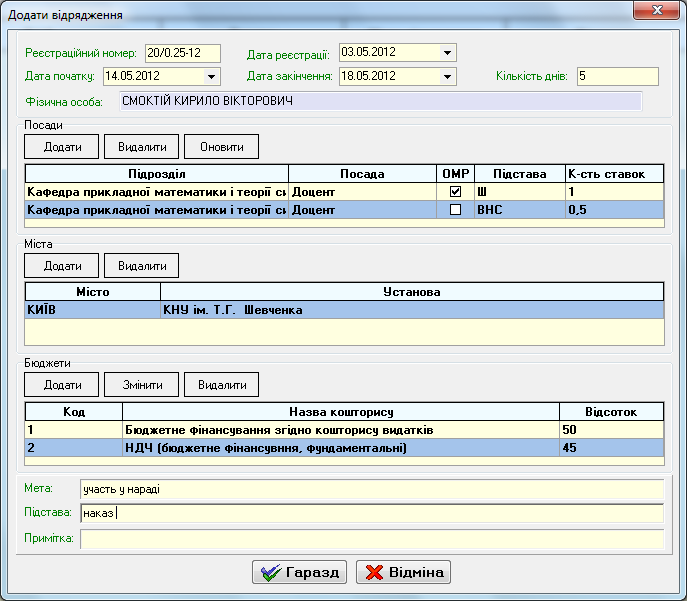 Додати відрядження
Реєстраційний номер: 20/0.25-12 Дата реєстрації: 03.05.2012
Дата початку: 14.05.2012 Дата закінчення: 18.05.2012 Кількість днів: 5
Фізична особа: СМОКТІЙ КИРИЛО ВІКТОРОВИЧ
Посади
Додати Видалити Оновити
Підрозділ Посада ОМР Підстава К-сть ставок
Кафедра прикладної математики і теорії си Доцент Ш 1
Кафедра прикладної математики і теорії си Доцент ВНС 0,5
Міста
Додати Видалити
Місто Установа
КИЇВ КНУ ім. Т.Г. Шевченка
Бюджети
Додати Змінити Видалити
Код Назва кошторису Відсоток
1 Бюджетне фінансування згідно кошторису видатків 50
2 НДЧ (бюджетне фінансувння, фундаментальні) 45
Мета: участь у нараді
Підстава: наказ
Примітка:
Гаразд Відміна